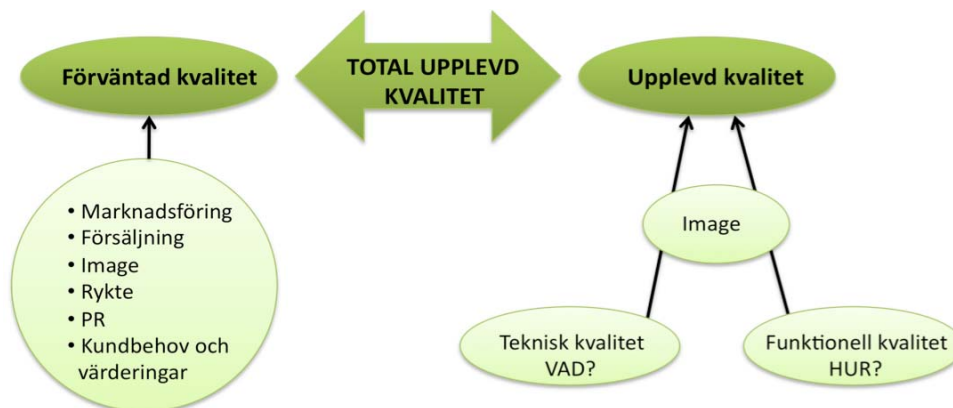 Förväntad kvalitet
TOTAL UPPLEVD
KVALITET
Upplevd kvalitet
• Marknadsföring
• Försäljning
• Image
• Rykte
• PR
• Kundbehov och
värderingar
Image
Teknisk kvalitet
VAD?
Funktionell kvalitet
HUR?